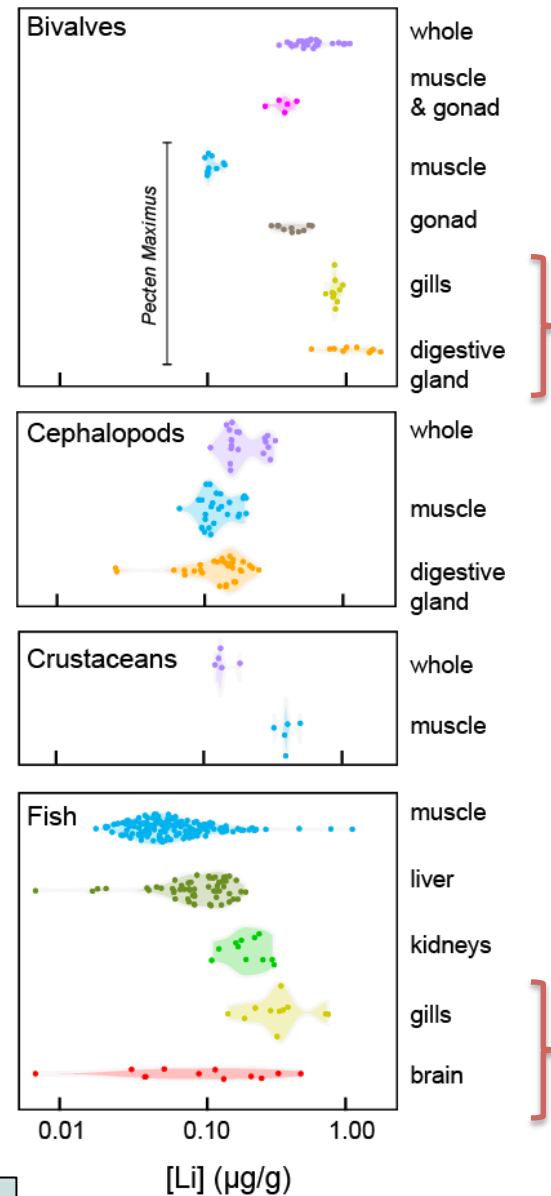 Bivalves
whole
muscle
& gonad
muscle
Pecten Maximus
gonad
gills
digestive
gland
Cephalopods
whole
muscle
digestive
gland
Crustaceans
whole
muscle
Fish
muscle
liver
kidneys
gills
brain
0.01 0.10 1.00
[Li] (µg/g)